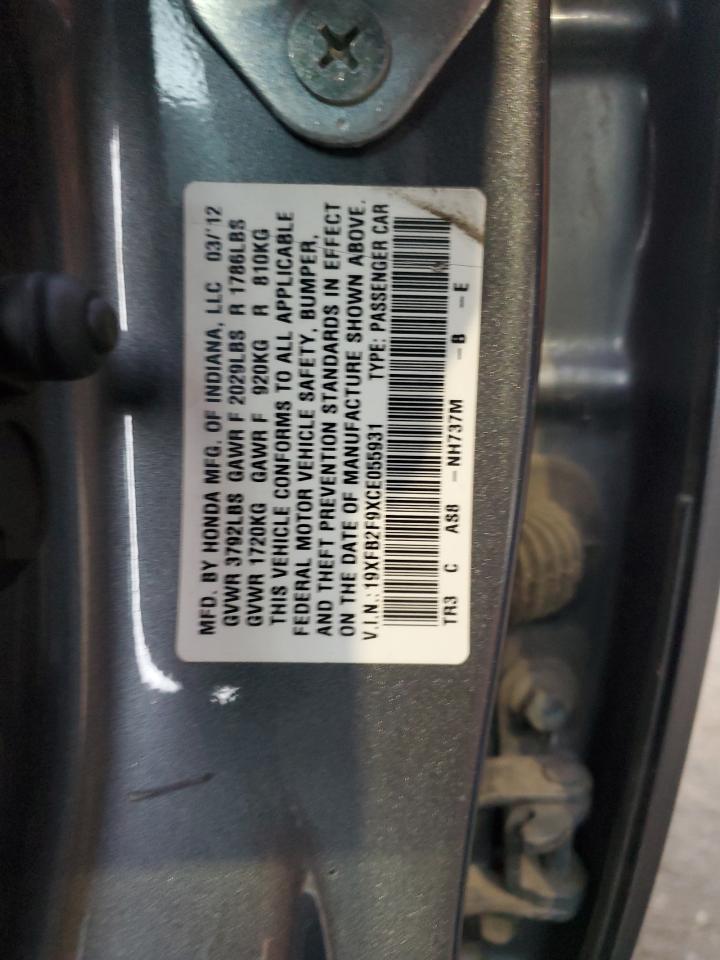 MFD. BY HONDA MFG. OF INDIANA, LLC 03/'12
GVWR 3792LBS GAWR F 2029LBS R 1786LBS
GVWR 1720KG GAWR F 920KG R 810KG
THIS VEHICLE CONFORMS TO ALL APPLICABLE
FEDERAL MOTOR VEHICLE SAFETY, BUMPER,
AND THEFT PREVENTION STANDARDS IN EFFECT
ON THE DATE OF MANUFACTURE SHOWN ABOVE.
V.I.N.: 19XFB2F9XCE055931 TYPE: PASSENGER CAR
TR3 C AS8 -NH737M -B -E